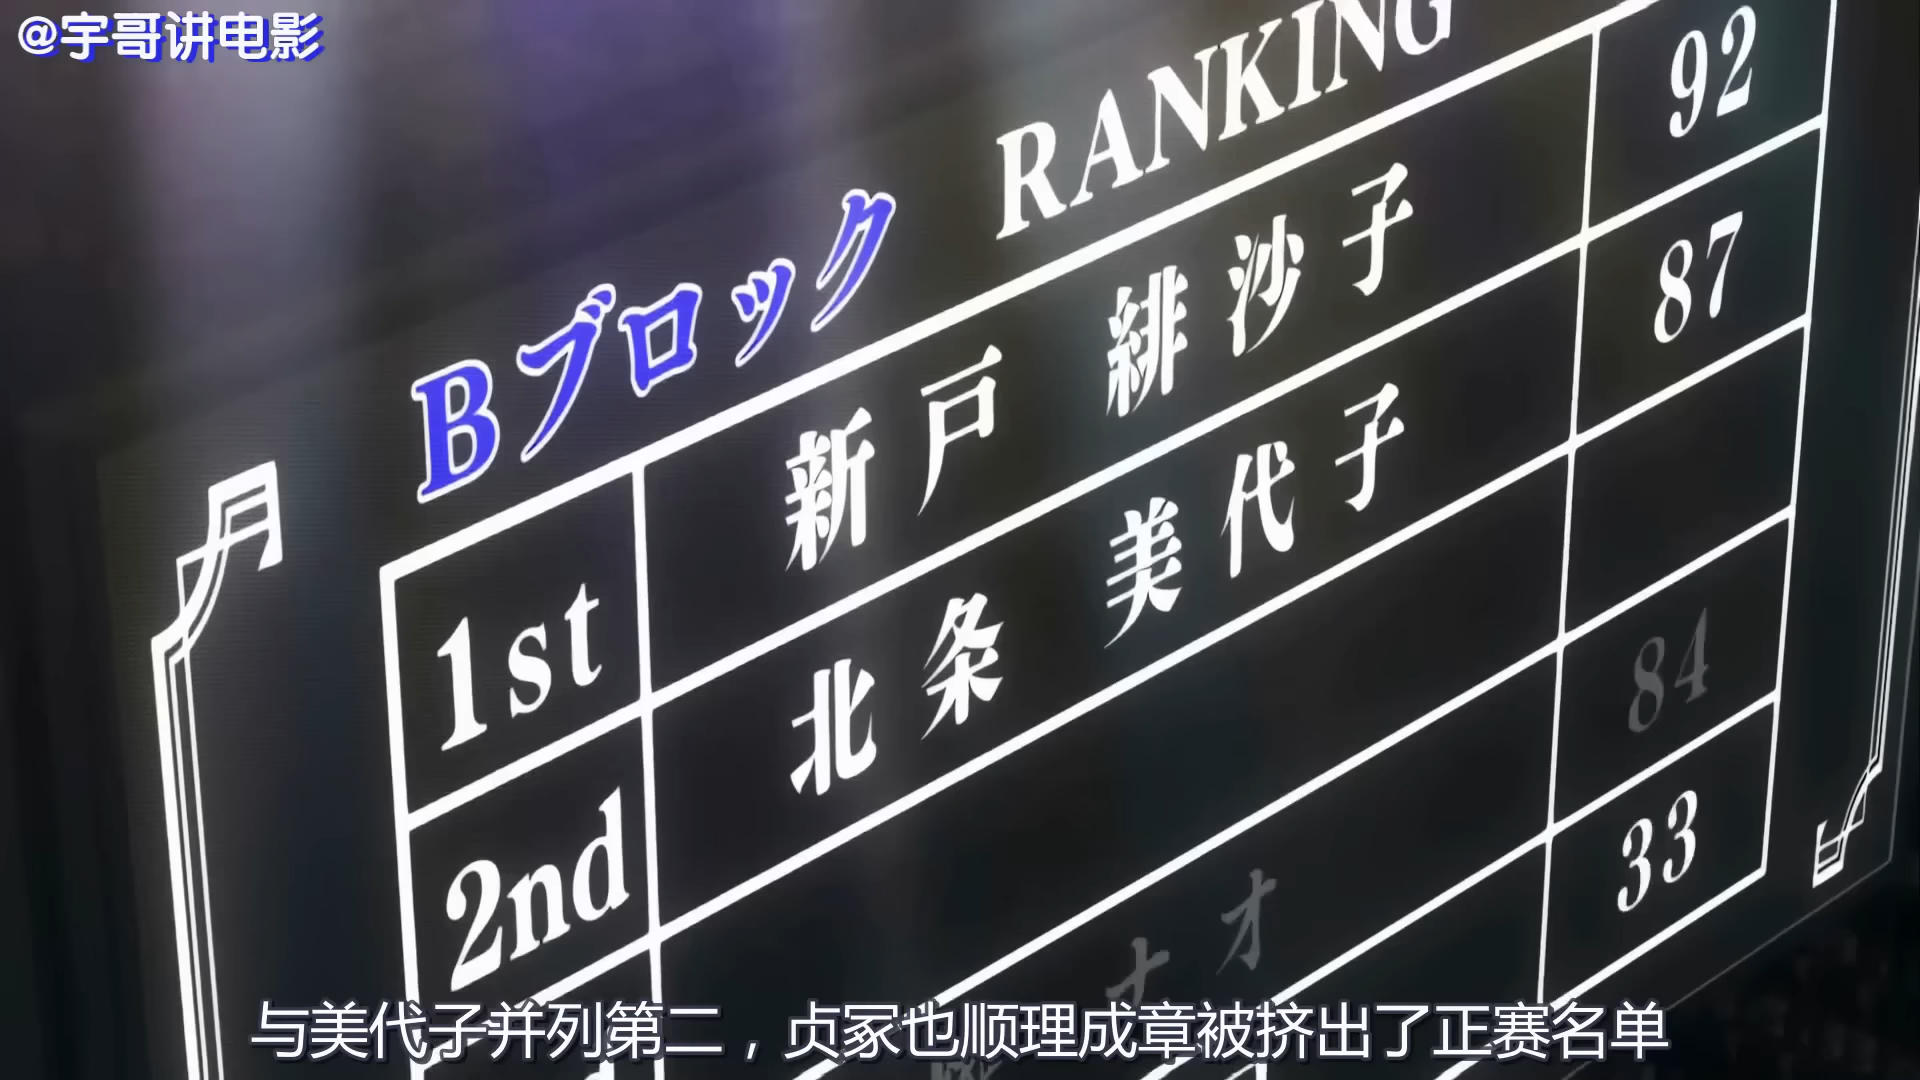 @宇哥讲电影
Bブロック RANKING
1st 新戸 緋沙子 92
2nd 北条 美代子 87
84
ナオ 33
与美代子并列第二，贞冢也顺理成章被挤出了正赛名单